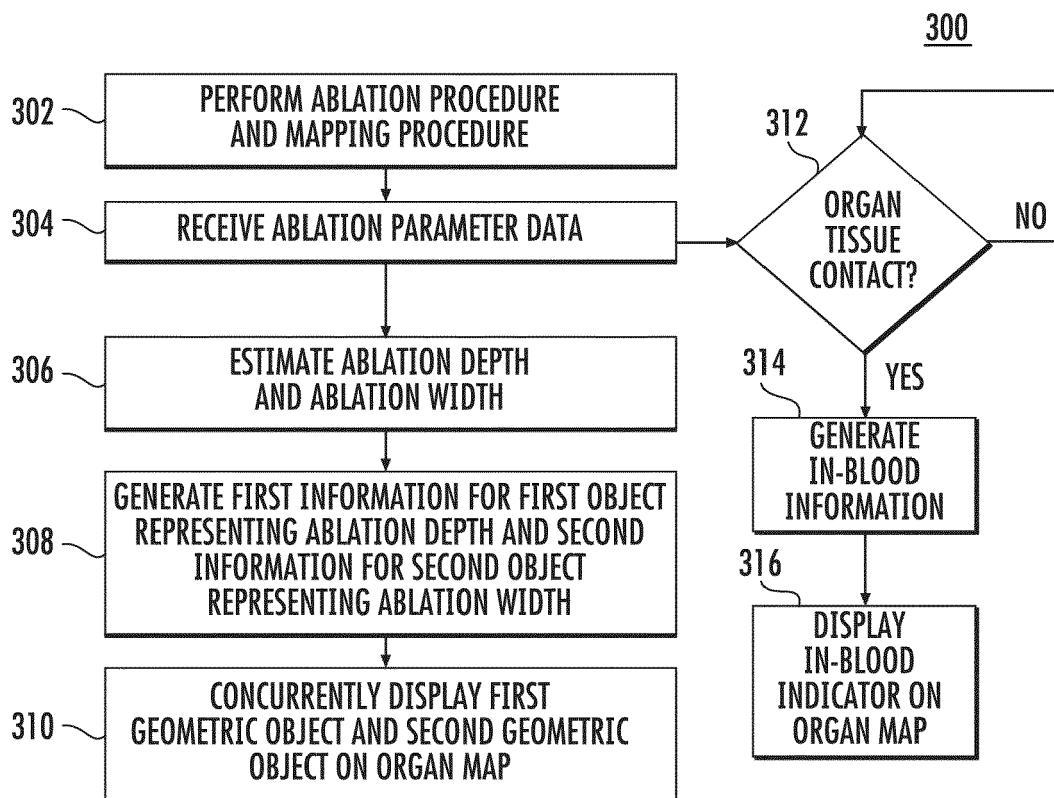 300
302
PERFORM ABLATION PROCEDURE
AND MAPPING PROCEDURE
304
RECEIVE ABLATION PARAMETER DATA
306
ESTIMATE ABLATION DEPTH
AND ABLATION WIDTH
308
GENERATE FIRST INFORMATION FOR FIRST OBJECT
REPRESENTING ABLATION DEPTH AND SECOND
INFORMATION FOR SECOND OBJECT
REPRESENTING ABLATION WIDTH
310
CONCURRENTLY DISPLAY FIRST
GEOMETRIC OBJECT AND SECOND GEOMETRIC
OBJECT ON ORGAN MAP
312
ORGAN
TISSUE
CONTACT?
NO
YES
314
GENERATE
IN-BLOOD
INFORMATION
316
DISPLAY
IN-BLOOD
INDICATOR ON
ORGAN MAP